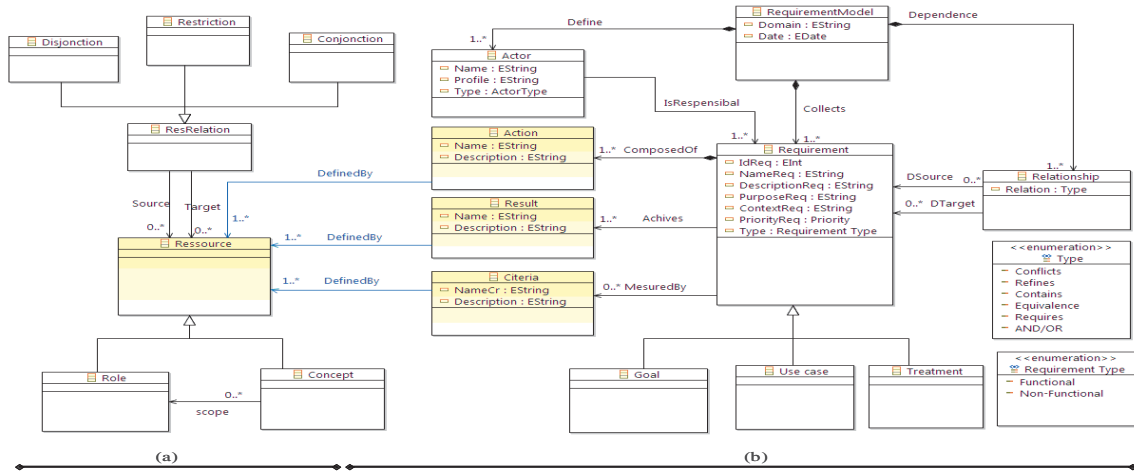 Restriction
Disjonction
Conjonction
ResRelation
Source
Target
0..*
0..*
Ressource
Role
Concept
0..*
scope
(a)
RequirementModel
Domain : EString
Date : EDate
Define
1..*
Dependence
1..*
Collects
1..*
Actor
Name : EString
Profile : EString
Type : ActorType
IsRespensibal
1..*
Action
Name : EString
Description : EString
1..*
ComposedOf
DefinedBy
1..*
Result
Name : EString
Description : EString
1..*
Achives
1..*
DefinedBy
Citeria
NameCr : EString
Description : EString
0..*
MesuredBy
1..*
DefinedBy
Requirement
IdReq : EInt
NameReq : EString
DescriptionReq : EString
PurposeReq : EString
ContextReq : EString
PriorityReq : Priority
Type : Requirement Type
DSource
0..*
0..*
DTarget
Relationship
Relation : Type
<<enumeration>>
Type
Conflicts
Refines
Contains
Equivalence
Requires
AND/OR
<<enumeration>>
Requirement Type
Functional
Non-Functional
Goal
Use case
Treatment
(b)